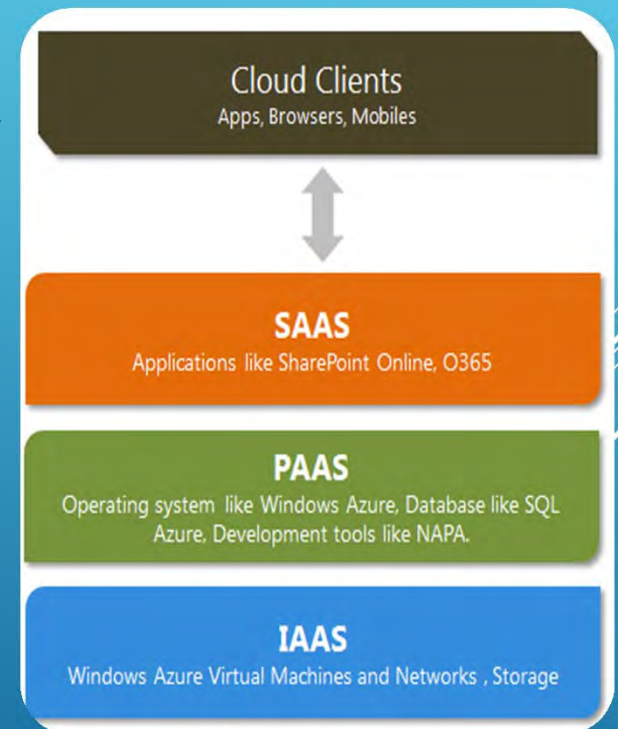 Cloud Clients
Apps, Browsers, Mobiles
SAAS
Applications like SharePoint Online, O365
PAAS
Operating system like Windows Azure, Database like SQL
Azure, Development tools like NAPA.
IAAS
Windows Azure Virtual Machines and Networks , Storage